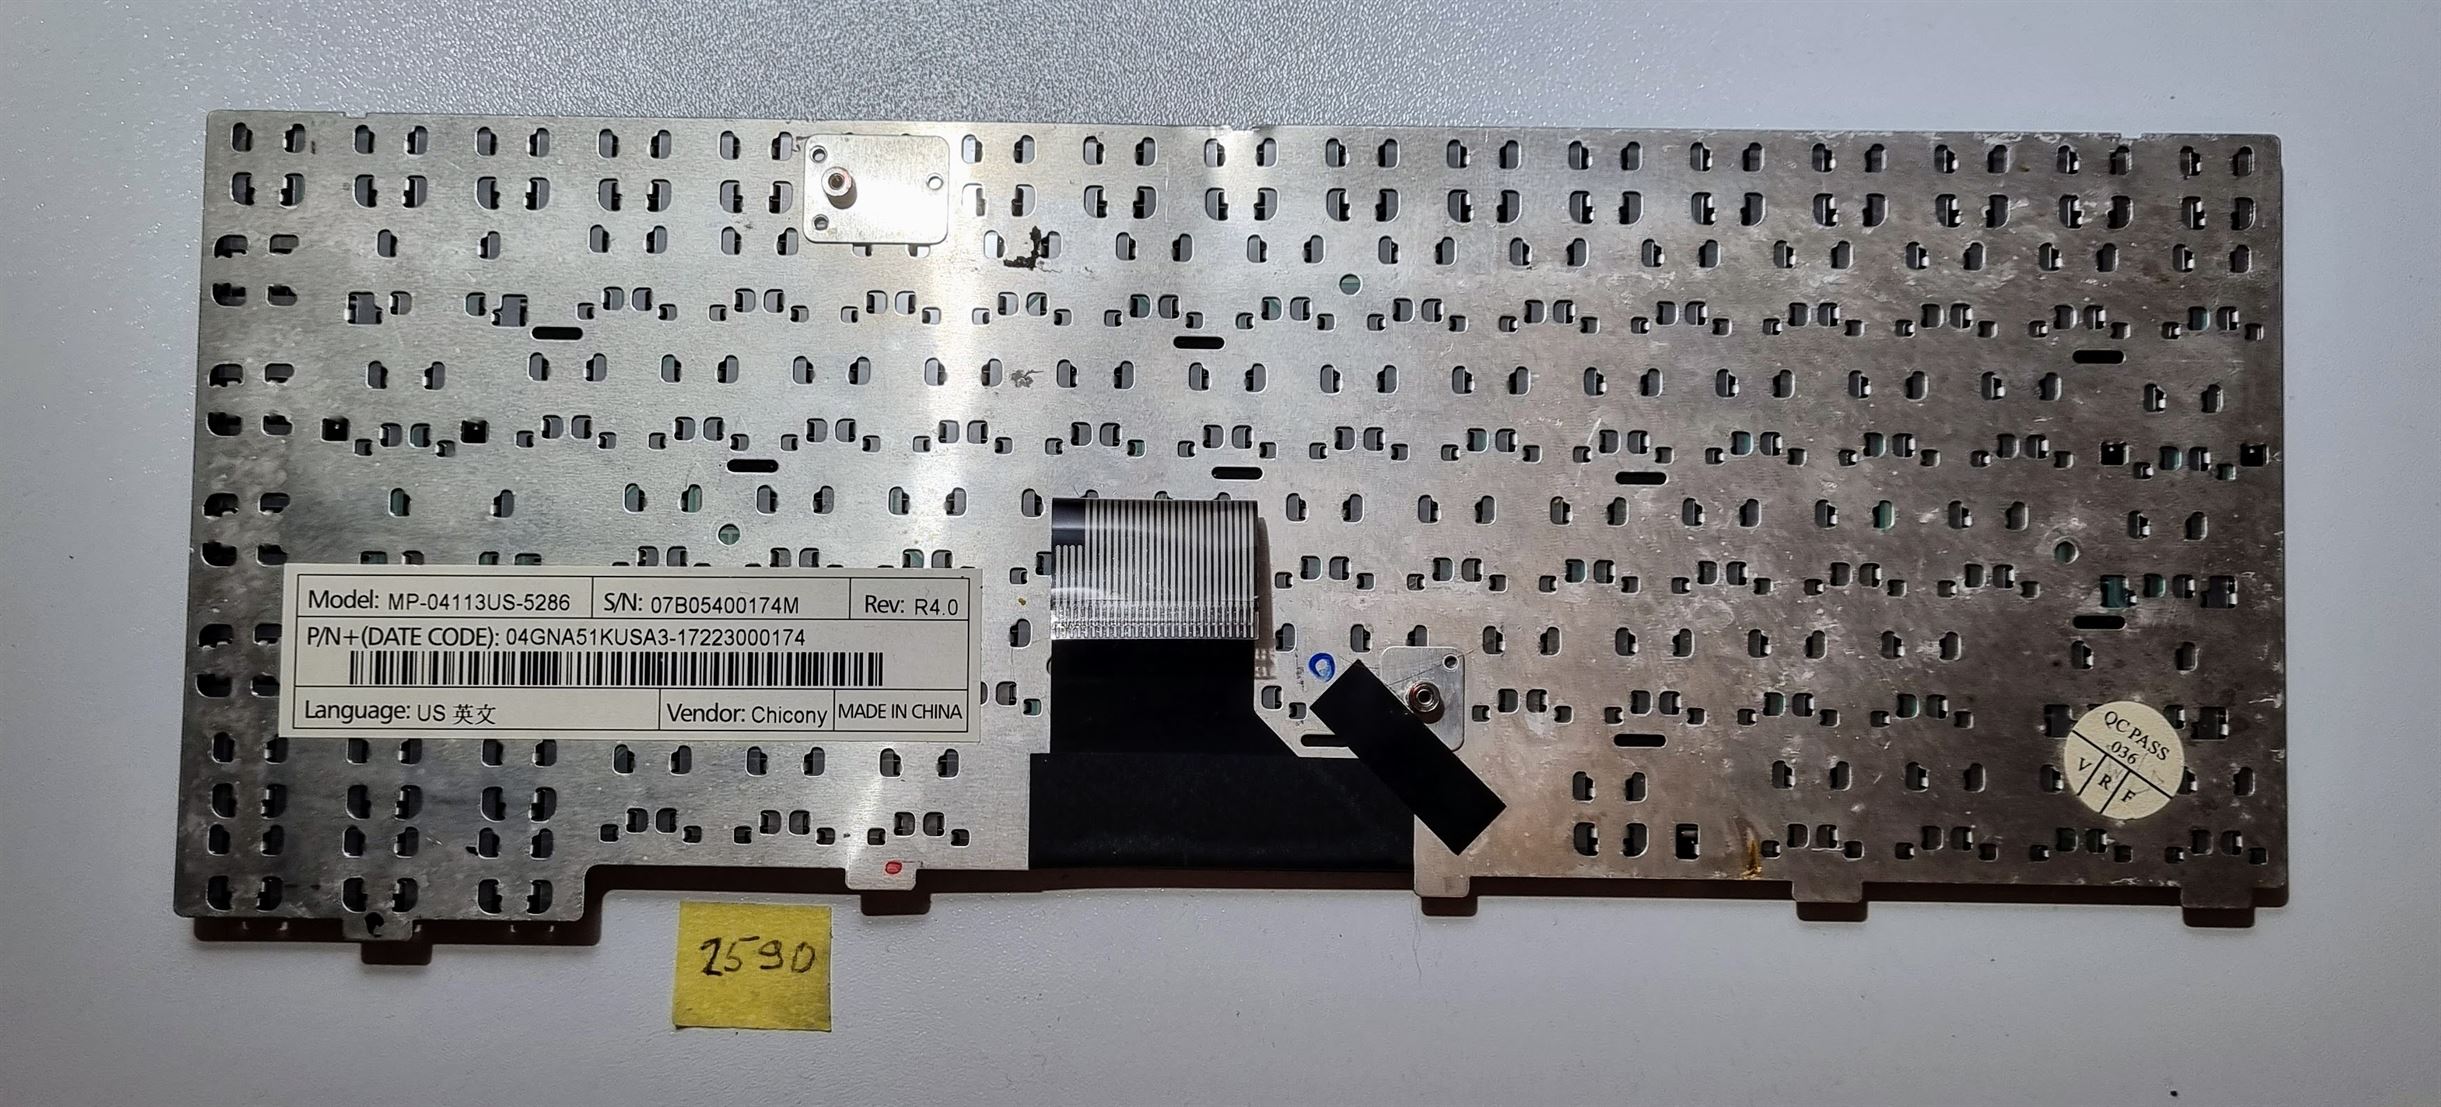 Model: MP-04113US-5286 S/N: 07B05400174M Rev: R4.0
P/N+(DATE CODE): 04GNA51KUSA3-17223000174
Language: US 英文 Vendor: Chicony MADE IN CHINA
QC PASS
036
V R F
2590